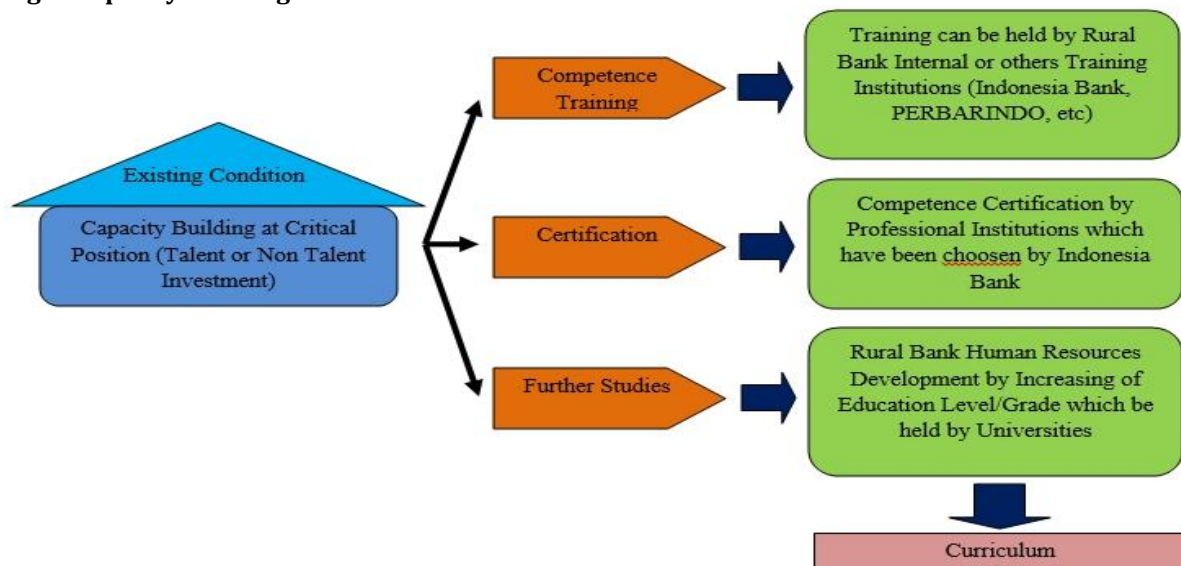 Existing Condition
Capacity Building at Critical
Position (Talent or Non Talent
Investment)
Competence
Training
Training can be held by Rural
Bank Internal or others Training
Institutions (Indonesia Bank,
PERBARINDO, etc)
Certification
Competence Certification by
Professional Institutions which
have been choosen by Indonesia
Bank
Further Studies
Rural Bank Human Resources
Development by Increasing of
Education Level/Grade which be
held by Universities
Curriculum